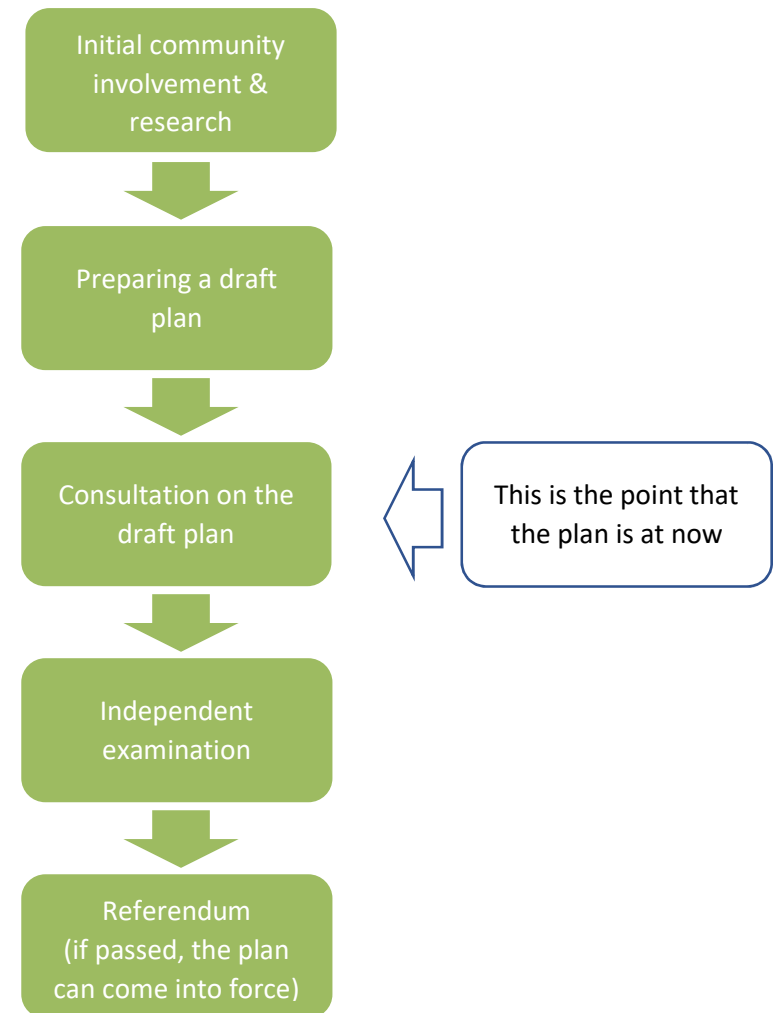 Initial community
involvement &
research
Preparing a draft
plan
Consultation on the
draft plan
This is the point that
the plan is at now
Independent
examination
Referendum
(if passed, the plan
can come into force)